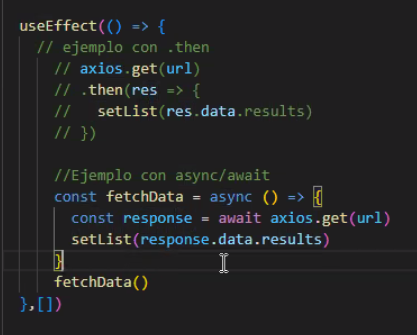 useEffect(() => {
// ejemplo con .then
// axios.get(url)
// .then(res => {
//   setList(res.data.results)
// })
//Ejemplo con async/await
const fetchData = async () => {
const response = await axios.get(url)
setList(response.data.results)
}
fetchData()
},[])